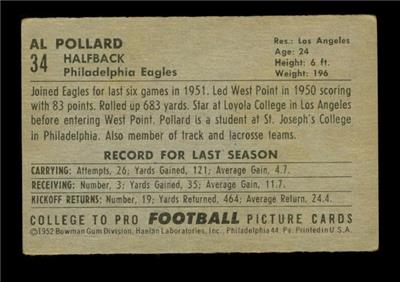 AL POLLARD
34
HALFBACK
Philadelphia Eagles
Res.: Los Angeles
Age: 24
Height: 6 ft.
Weight: 196
Joined Eagles for last six games in 1951. Led West Point in 1950 scoring
with 83 points. Rolled up 683 yards. Star at Loyola College in Los Angeles
before entering West Point. Pollard is a student at St. Joseph's College
in Philadelphia. Also member of track and lacrosse teams.
RECORD FOR LAST SEASON
CARRYING: Attempts, 26; Yards Gained, 121; Average Gain, 4.7.
RECEIVING: Number, 3; Yards Gained, 35; Average Gain, 11.7.
KICKOFF RETURNS: Number, 19; Yards Returned, 464; Average Return, 24.4.
COLLEGE TO PRO FOOTBALL PICTURE CARDS
©1952 Bowman Gum Division, Haelan Laboratories, Inc., Philadelphia 44, Pa. Printed in U.S.A.